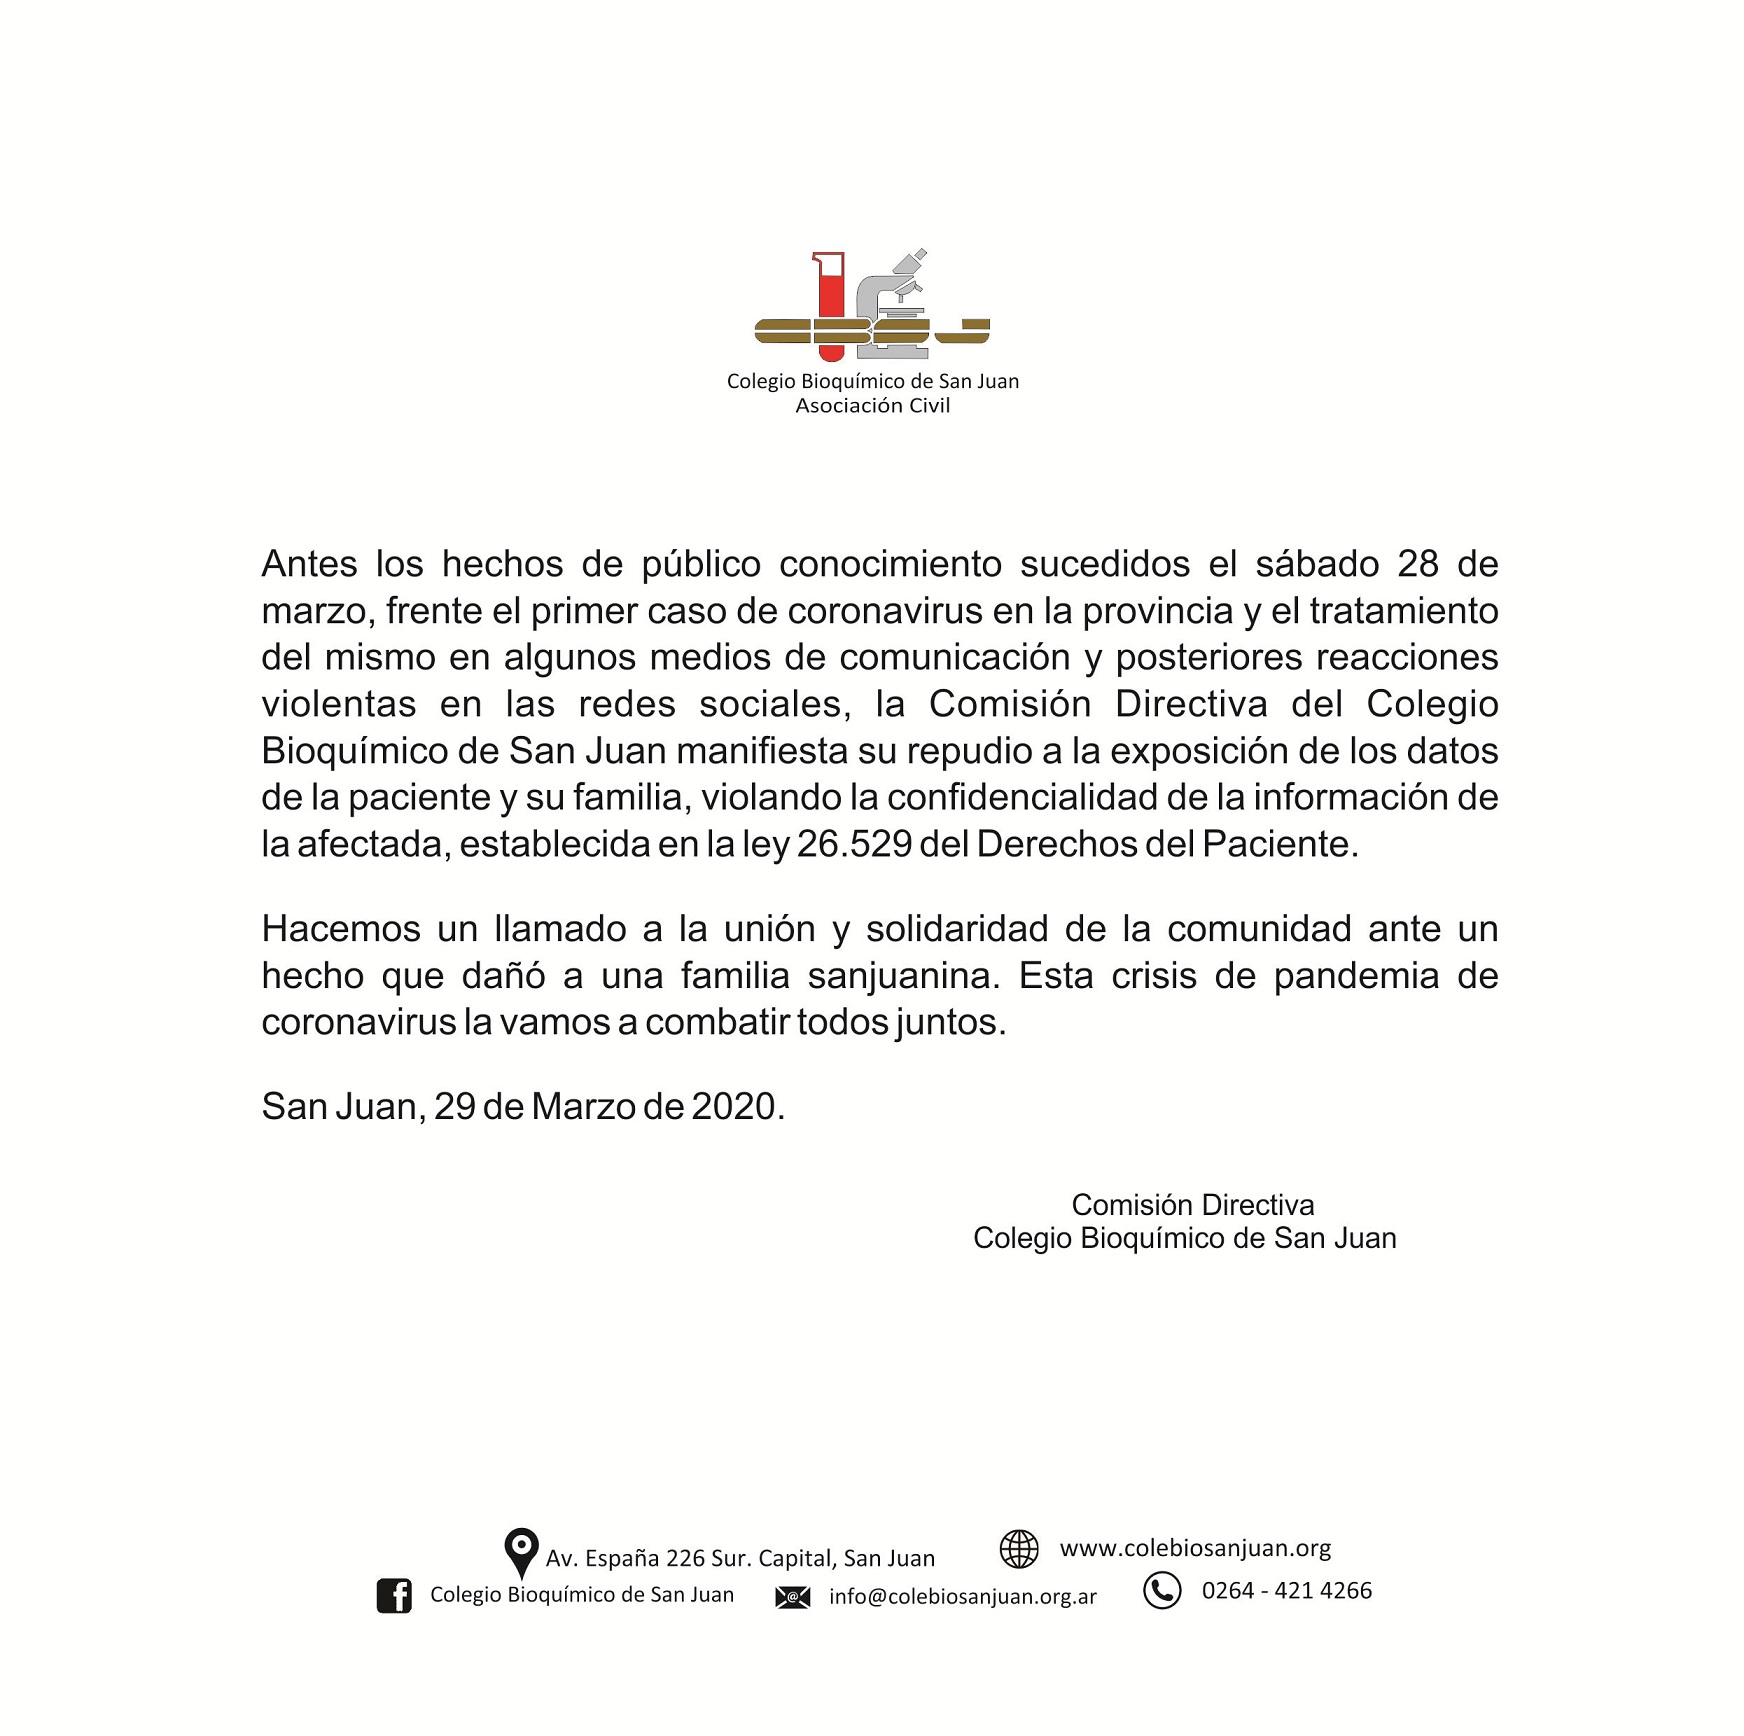 CBSJ
Colegio Bioquímico de San Juan
Asociación Civil
Antes los hechos de público conocimiento sucedidos el sábado 28 de
marzo, frente el primer caso de coronavirus en la provincia y el tratamiento
del mismo en algunos medios de comunicación y posteriores reacciones
violentas en las redes sociales, la Comisión Directiva del Colegio
Bioquímico de San Juan manifiesta su repudio a la exposición de los datos
de la paciente y su familia, violando la confidencialidad de la información de
la afectada, establecida en la ley 26.529 del Derechos del Paciente.
Hacemos un llamado a la unión y solidaridad de la comunidad ante un
hecho que dañó a una familia sanjuanina. Esta crisis de pandemia de
coronavirus la vamos a combatir todos juntos.
San Juan, 29 de Marzo de 2020.
Comisión Directiva
Colegio Bioquímico de San Juan
Av. España 226 Sur. Capital, San Juan
www.colebiosanjuan.org
Colegio Bioquímico de San Juan
info@colebiosanjuan.org.ar
0264 - 421 4266